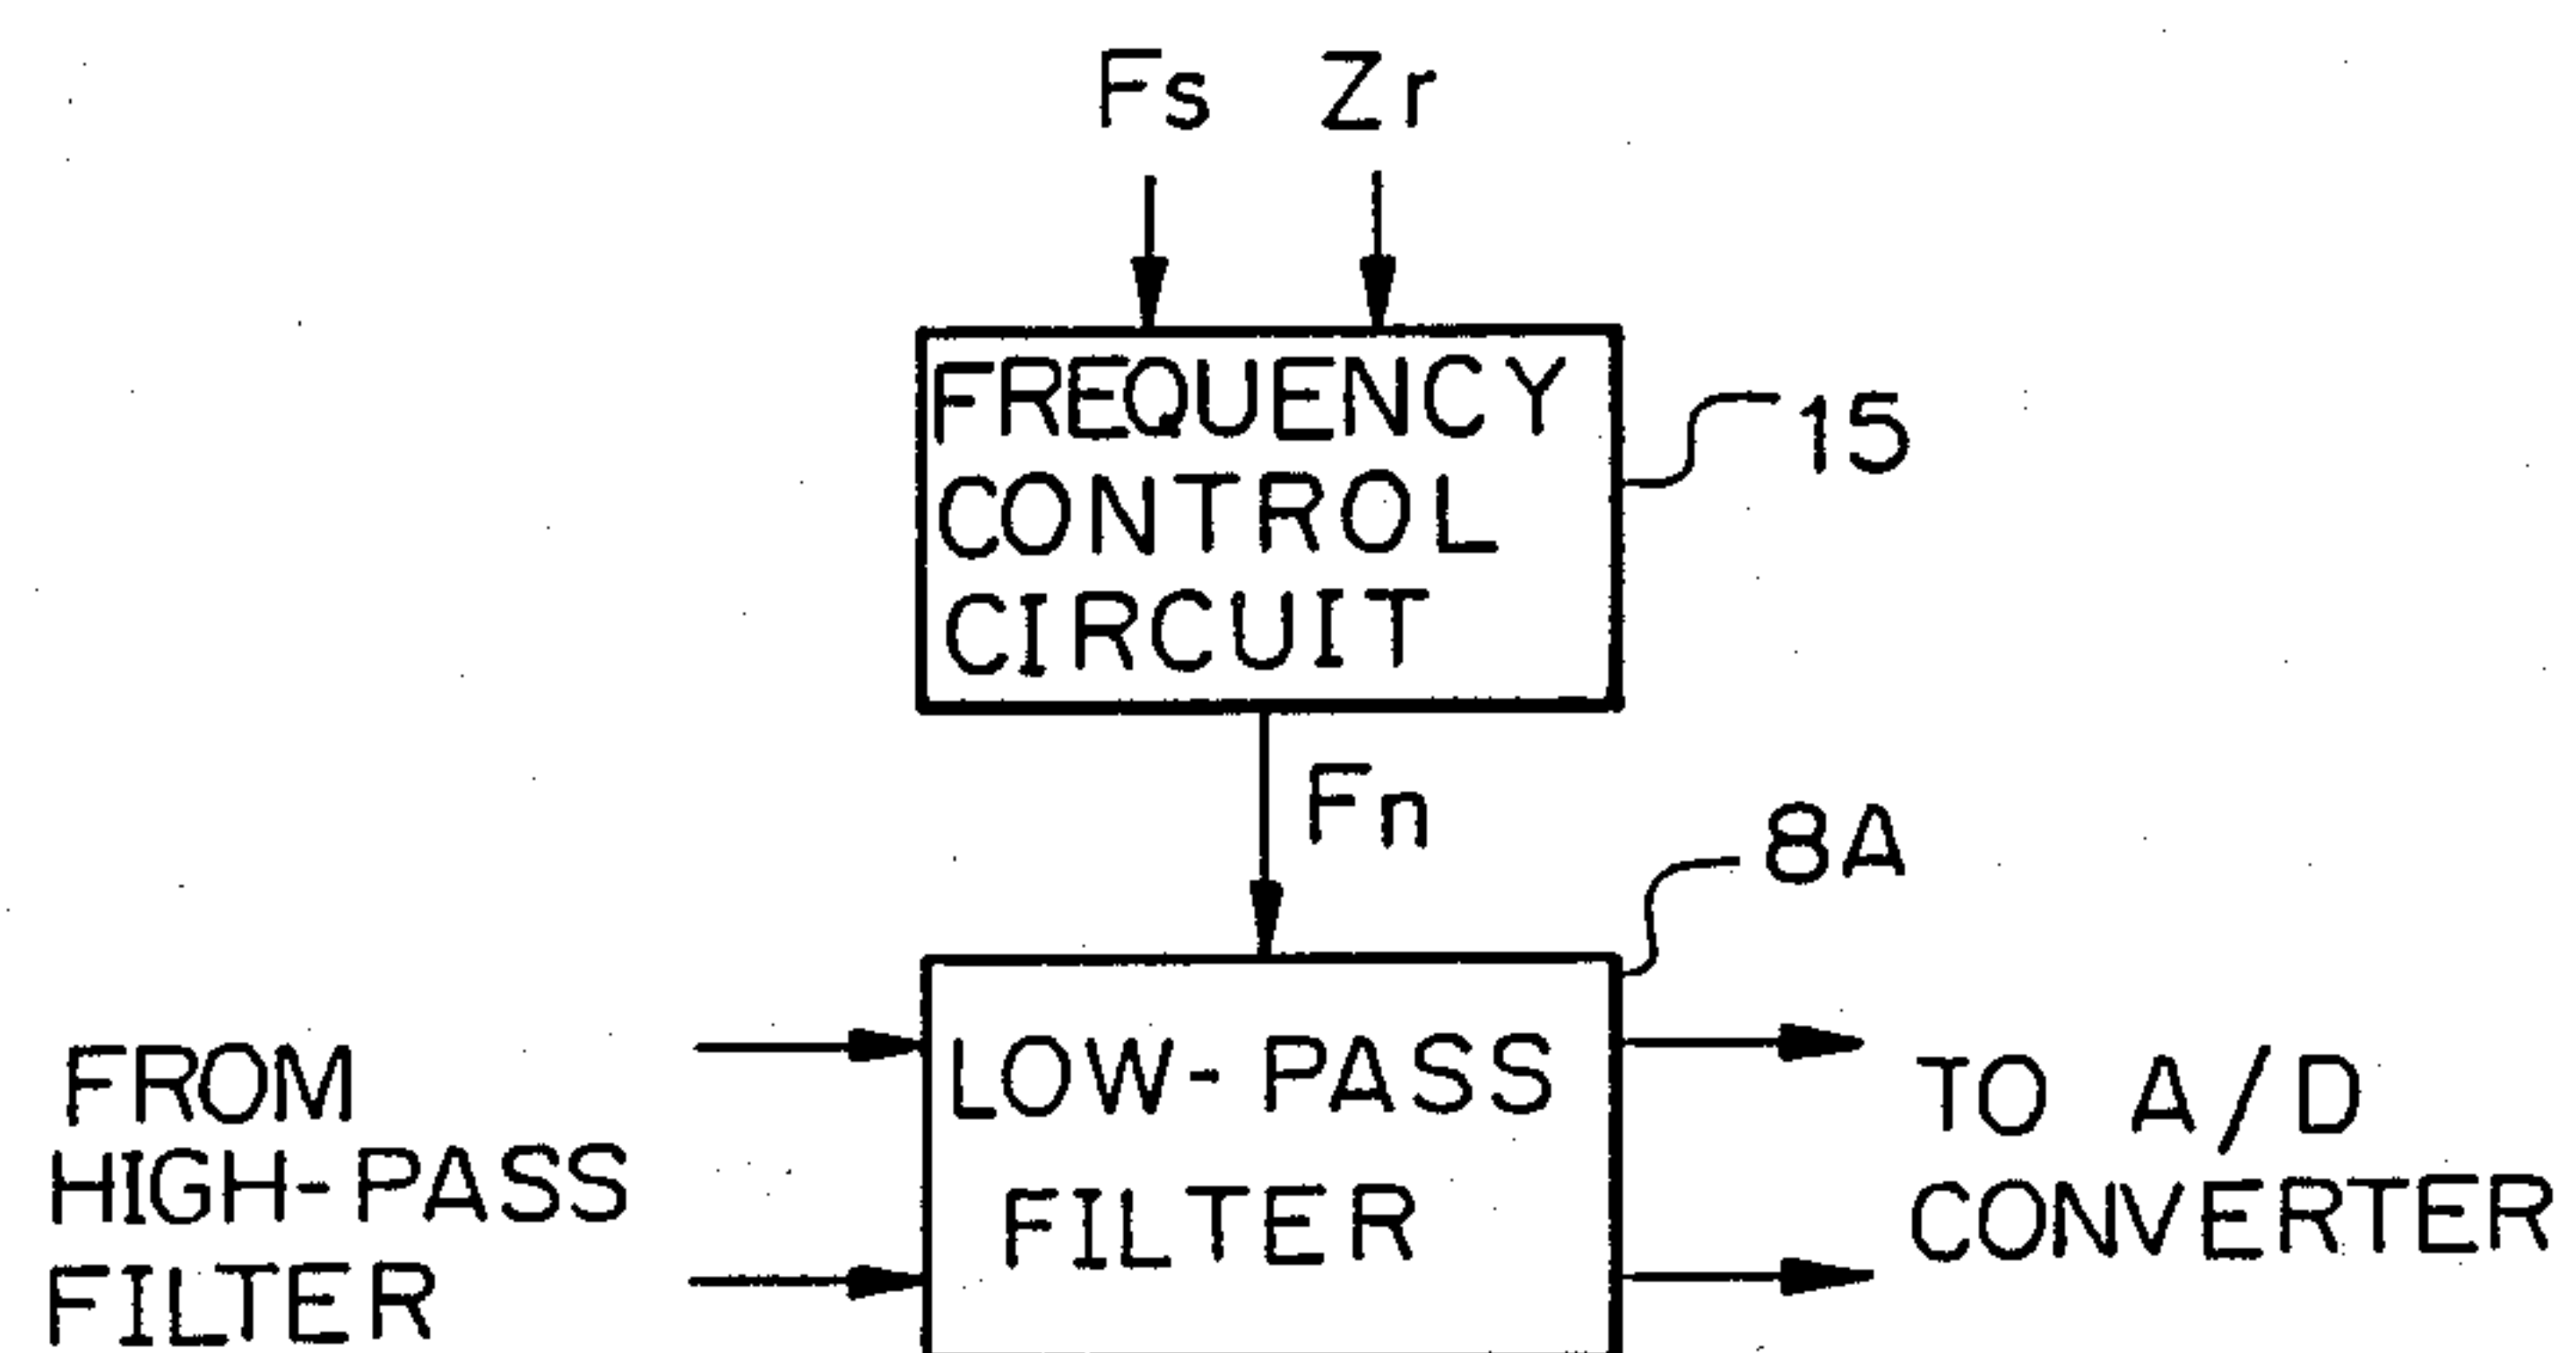 Fs Zr
FREQUENCY
CONTROL
CIRCUIT
15
Fn
8A
FROM
HIGH-PASS
FILTER
LOW-PASS
FILTER
TO A/D
CONVERTER